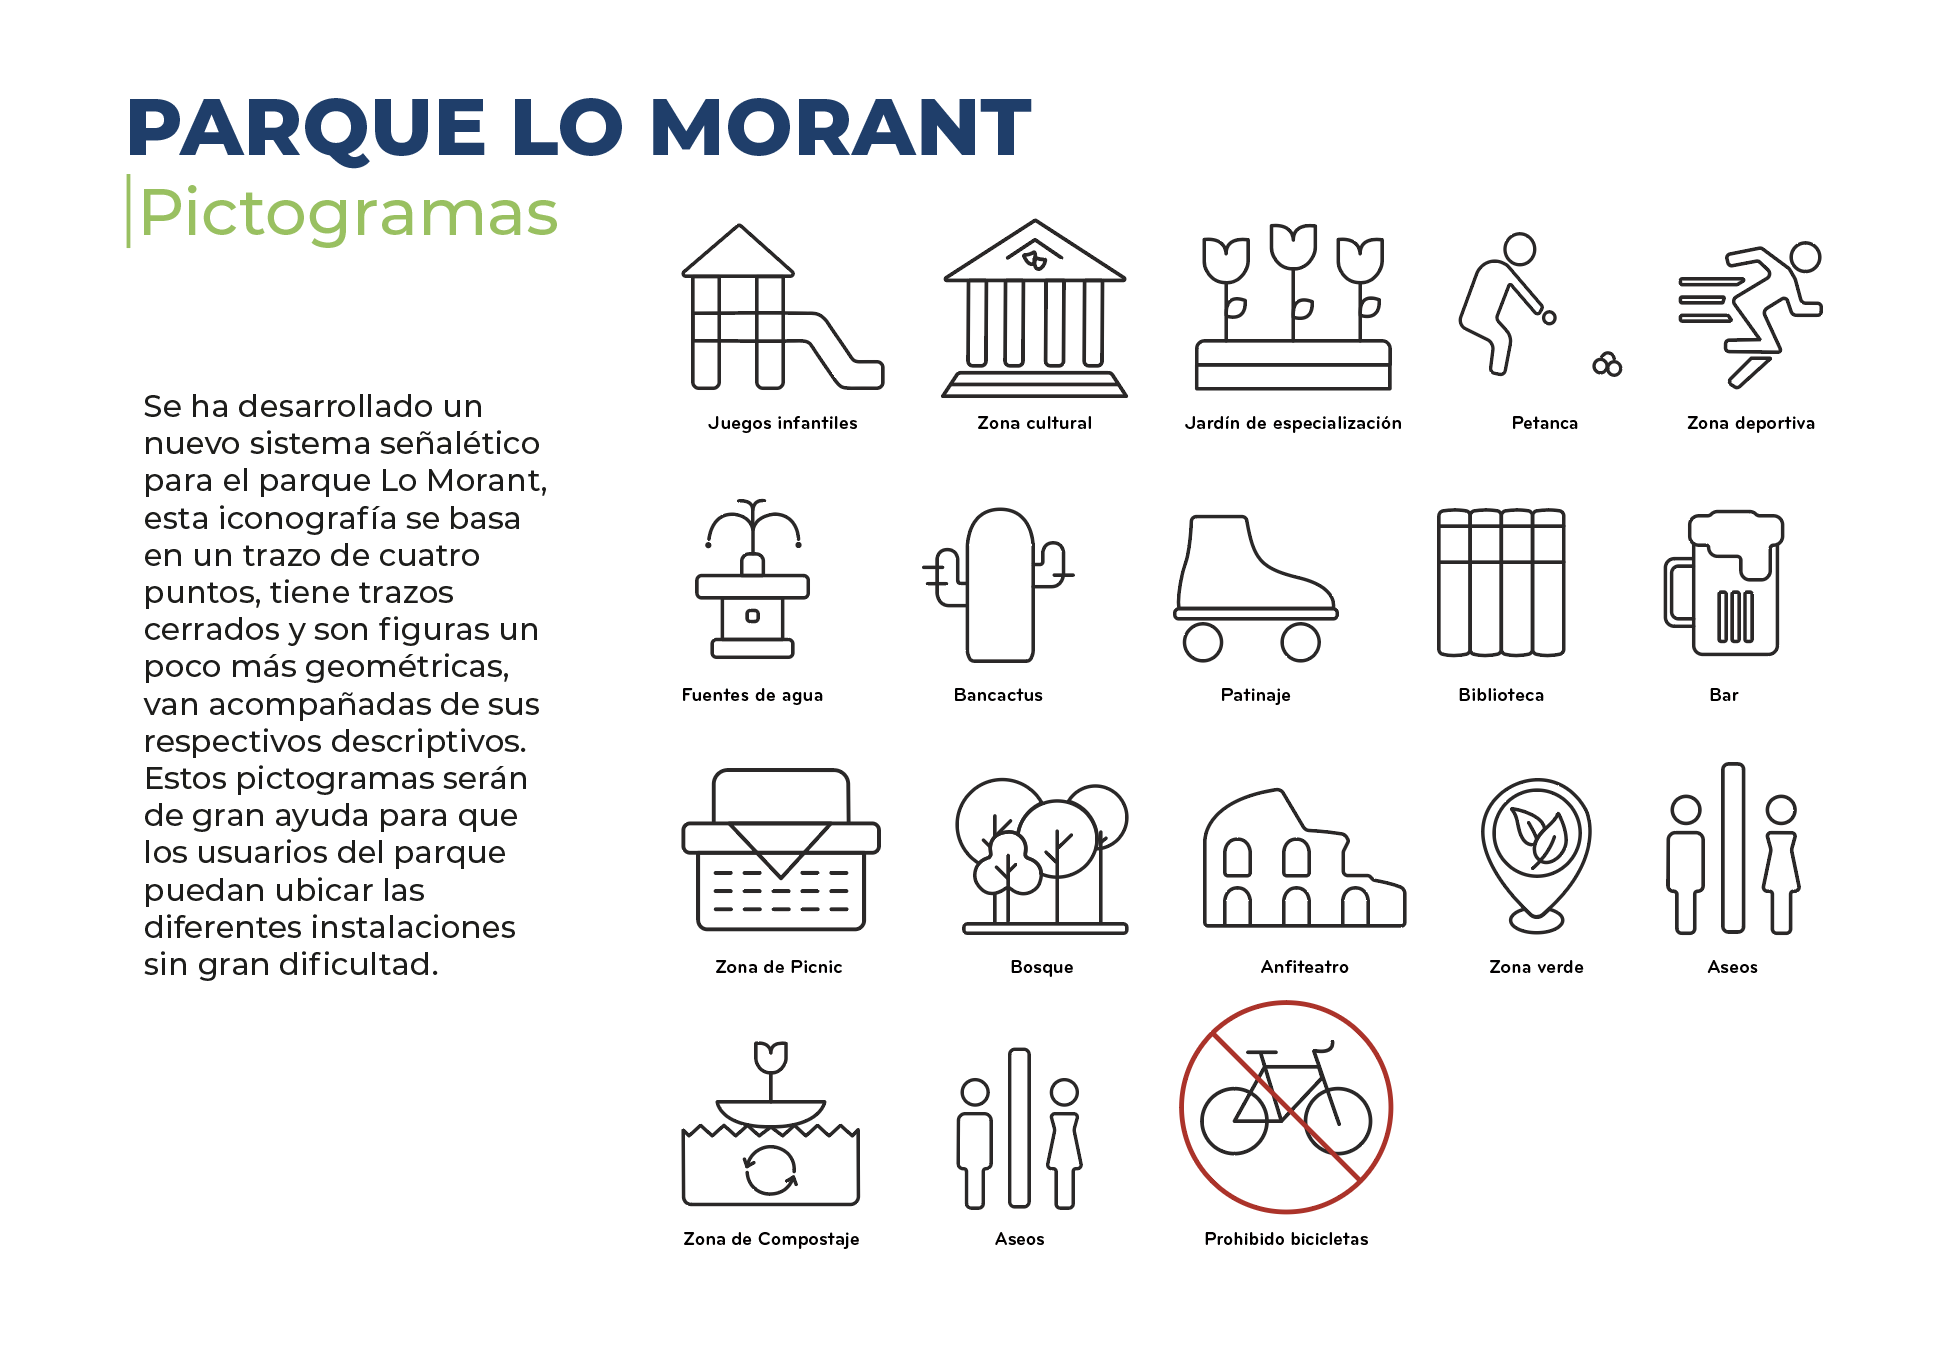 PARQUE LO MORANT
Pictogramas
Se ha desarrollado un
nuevo sistema señalético
para el parque Lo Morant,
esta iconografía se basa
en un trazo de cuatro
puntos, tiene trazos
cerrados y son figuras un
poco más geométricas,
van acompañadas de sus
respectivos descriptivos.
Estos pictogramas serán
de gran ayuda para que
los usuarios del parque
puedan ubicar las
diferentes instalaciones
sin gran dificultad.
Juegos infantiles
Zona cultural
Jardín de especialización
Petanca
Zona deportiva
Fuentes de agua
Bancactus
Patinaje
Biblioteca
Bar
Zona de Picnic
Bosque
Anfiteatro
Zona verde
Aseos
Zona de Compostaje
Aseos
Prohibido bicicletas